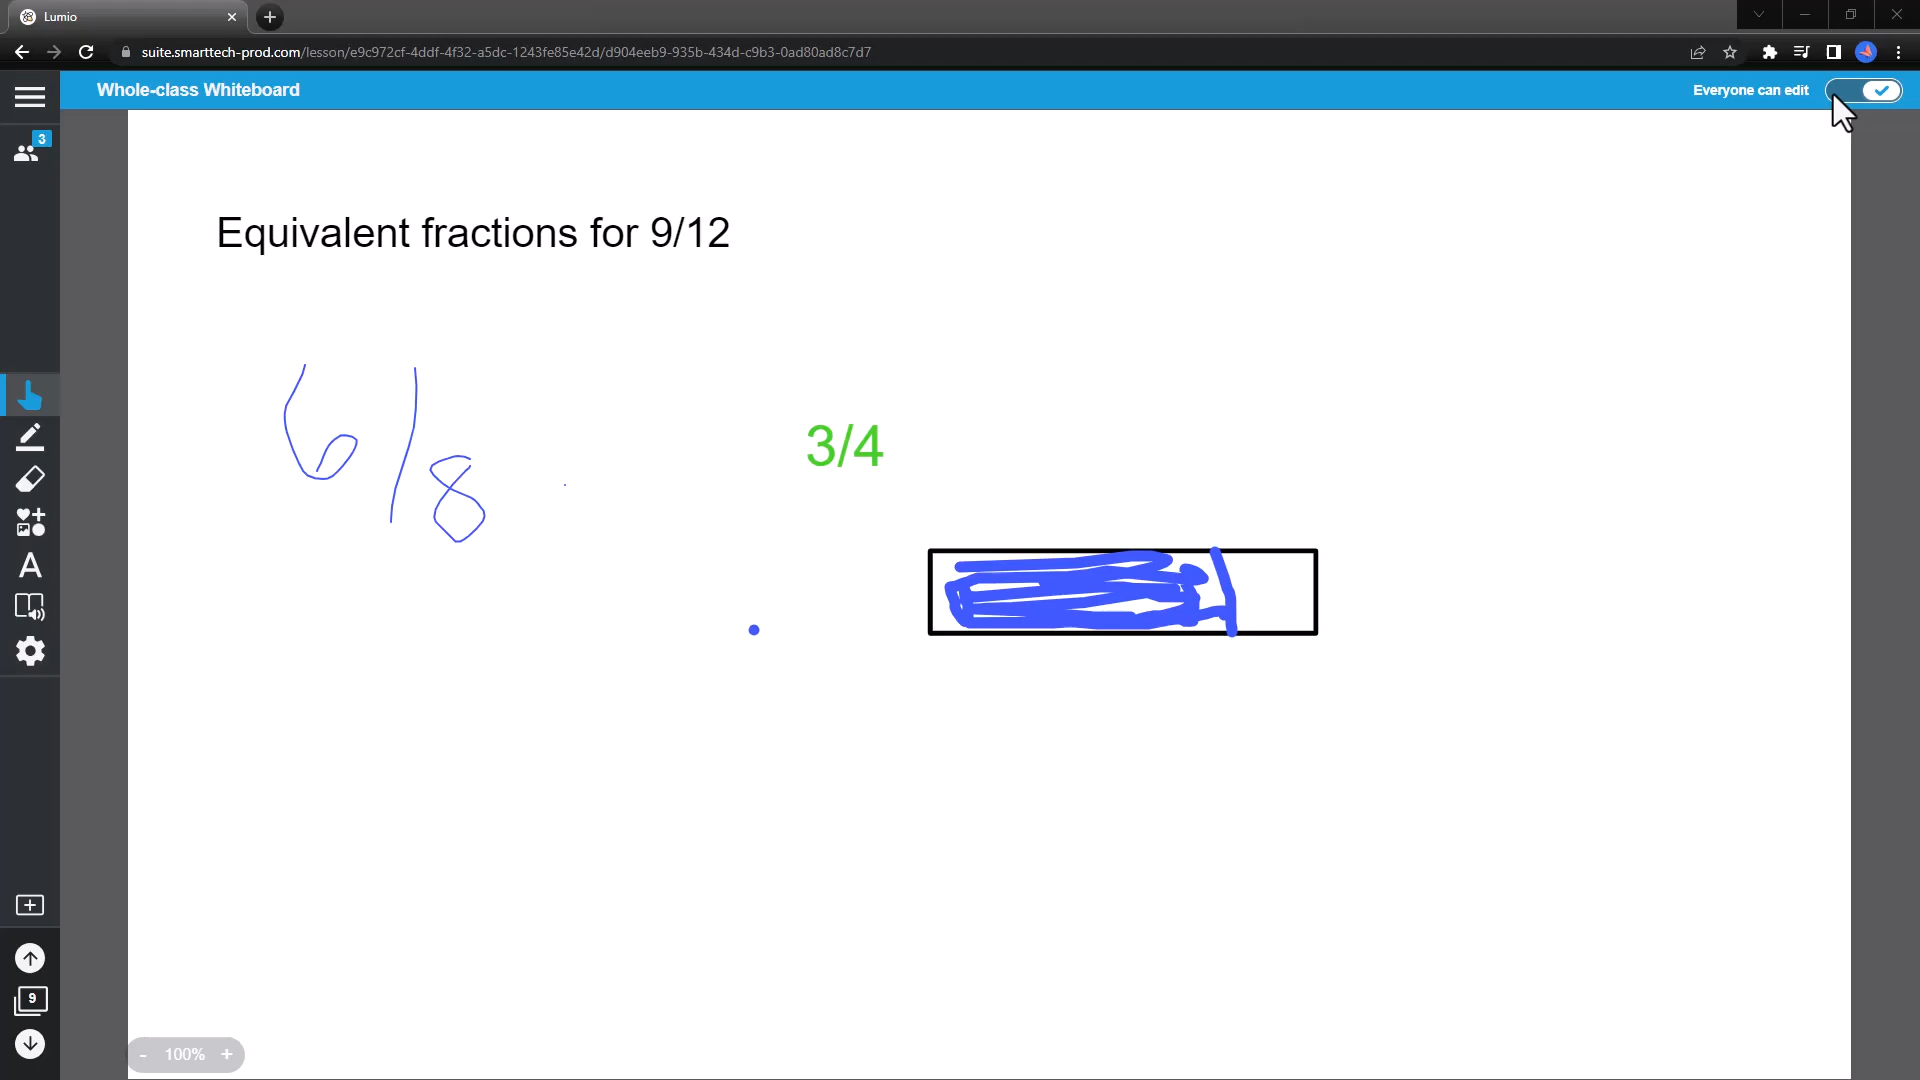 Lumio
suite.smarttech-prod.com/lesson/e9c972cf-4ddf-4f32-a5dc-1243fe85e42d/d904eeb9-935b-434d-c9b3-0ad80ad8c7d7
Whole-class Whiteboard
Everyone can edit
3
Equivalent fractions for 9/12
6/8
3/4
A
9
- 100% +